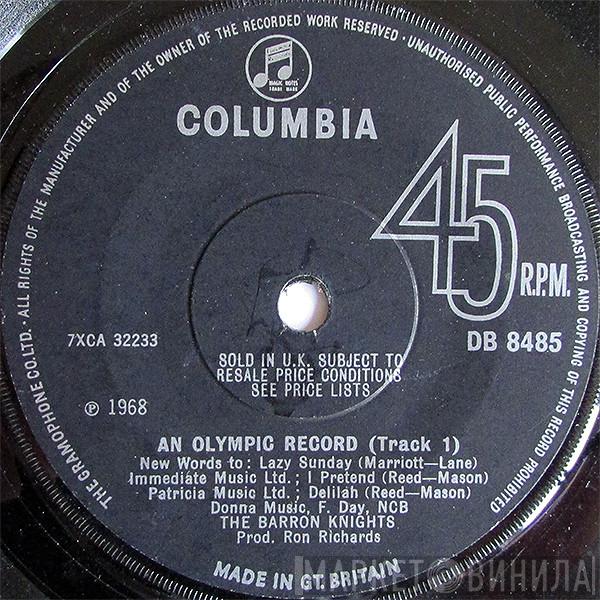 THE GRAMOPHONE CO.LTD. · ALL RIGHTS OF THE MANUFACTURER AND OF THE OWNER OF THE RECORDED WORK RESERVED · UNAUTHORISED PUBLIC PERFORMANCE BROADCASTING AND COPYING OF THIS RECORD PROHIBITED
MAGIC NOTES
TRADE MARK
COLUMBIA
45 R.P.M.
7XCA 32233
DB 8485
SOLD IN U.K. SUBJECT TO
RESALE PRICE CONDITIONS
SEE PRICE LISTS
℗ 1968
AN OLYMPIC RECORD (Track 1)
New Words to: Lazy Sunday (Marriott—Lane)
Immediate Music Ltd.; I Pretend (Reed—Mason)
Patricia Music Ltd.; Delilah (Reed—Mason)
Donna Music, F. Day, NCB
THE BARRON KNIGHTS
Prod. Ron Richards
MADE IN GT. BRITAIN
МАРКЕТ ВИНИЛА